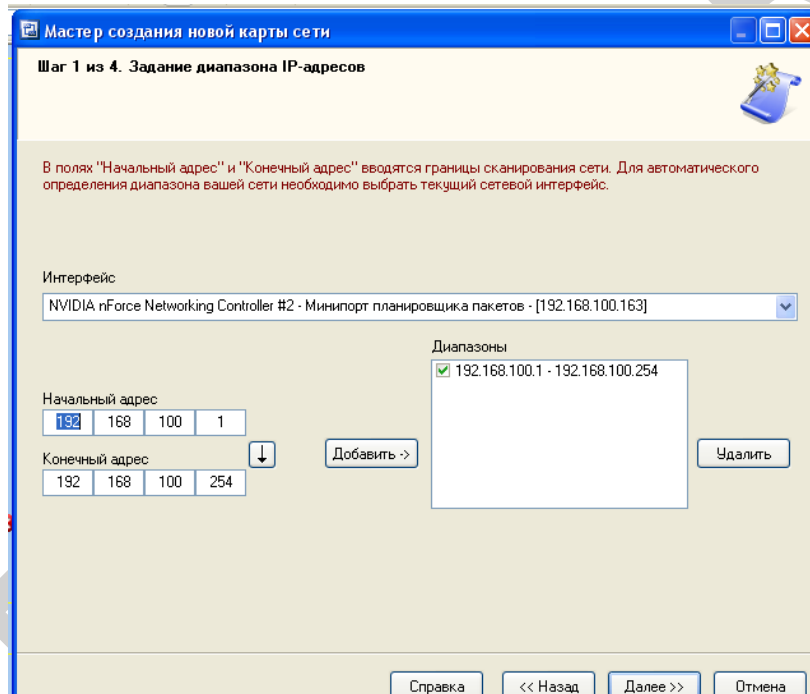 Мастер создания новой карты сети
Шаг 1 из 4. Задание диапазона IP-адресов
В полях "Начальный адрес" и "Конечный адрес" вводятся границы сканирования сети. Для автоматического
определения диапазона вашей сети необходимо выбрать текущий сетевой интерфейс.
Интерфейс
NVIDIA nForce Networking Controller #2 - Минипорт планировщика пакетов - [192.168.100.163]
Диапазоны
192.168.100.1 - 192.168.100.254
Начальный адрес
192 168 100 1
Добавить ->
Удалить
Конечный адрес
192 168 100 254
Справка
<< Назад
Далее >>
Отмена